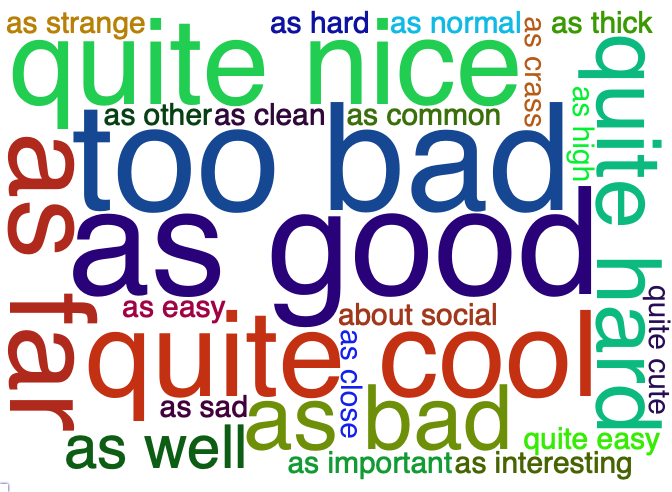 as strange
as hard
as normal
as thick
quite nice
as crass
quite hard
as high
as other
as clean
as common
too bad
as far
as good
as easy
about social
quite cute
quite cool
as close
as sad
as bad
as well
quite easy
as important
as interesting